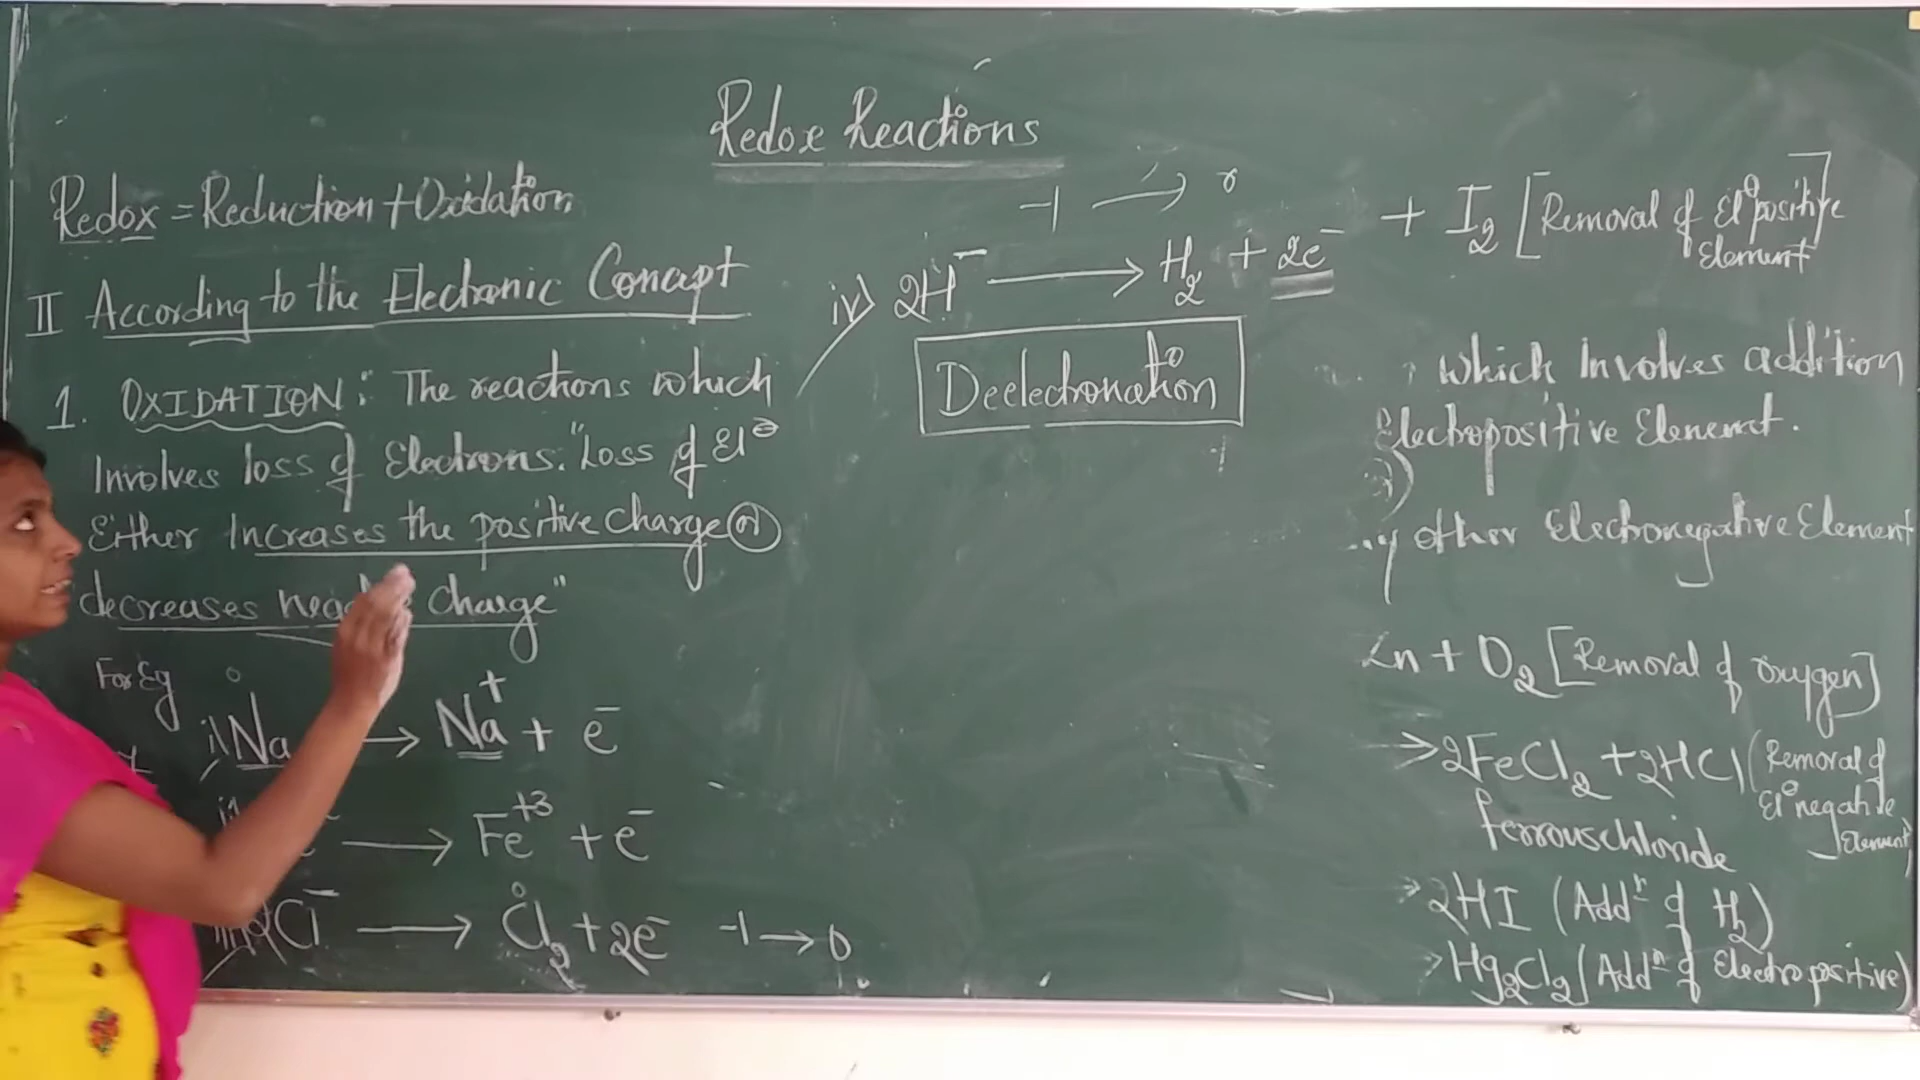 Redox Reactions
Redox = Reduction + Oxidation
II According to the Electronic Concept
1. OXIDATION: The reactions which
Involves loss of Electrons. "Loss of El⊖
Either Increases the positive charge or
decreases charge"
For Eg
i) Na → Na⁺ + e⁻
→ Fe⁺³ + e⁻
2Cl⁻ → Cl₂ + 2e⁻ -1 → 0
-1 → 0
iv) 2H⁻ → H₂ + 2e⁻
Deelectronation
+ I₂ [Removal of El⊖positive
Element]
which Involves addition
Electropositive Elenemt.
other Electronegative Element
Zn + O₂ [Removal of oxygen]
→ 2FeCl₂ + 2HCl (Removal of
El⊖negative
Element)
ferrouschloride
→ 2HI (Addⁿ of H₂)
→ Hg₂Cl₂ (Addⁿ of Electropositive)